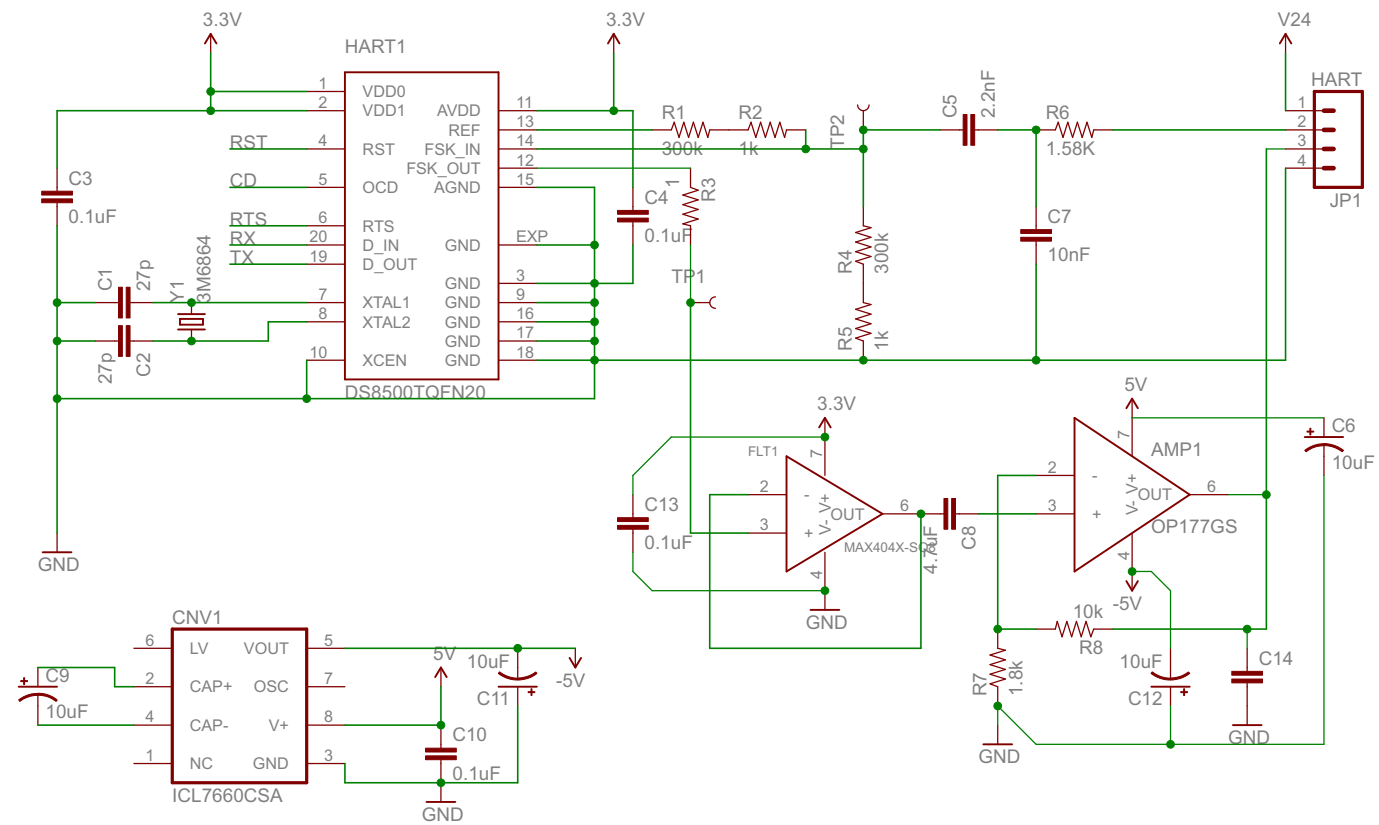 3.3V
3.3V
V24
HART1
HART
1 VDD0
2 VDD1
4 RST
5 OCD
6 RTS
20 D_IN
19 D_OUT
7 XTAL1
8 XTAL2
10 XCEN
AVDD 11
REF 13
FSK_IN 14
FSK_OUT 12
AGND 15
GND EXP
GND 3
GND 9
GND 16
GND 17
GND 18
DS8500TQFN20
RST
CD
RTS
RX
TX
C3
0.1uF
C1
27p
27p
C2
Y1
3M6864
GND
R1
300k
R2
1k
1
R3
C4
0.1uF
TP1
TP2
R4
300k
R5
1k
C5
2.2nF
R6
1.58K
C7
10nF
1
2
3
4
JP1
3.3V
FLT1
7
2 -
3 +
V+
V-
OUT 6
4
MAX404X-SO8
GND
C13
0.1uF
4.7uF
C8
5V
7
AMP1
2 -
3 +
V+
V-
OUT 6
OP177GS
4
-5V
C6
10uF
10k
R8
R7
1.8k
GND
10uF
C12
C14
GND
CNV1
6 LV
2 CAP+
4 CAP-
1 NC
VOUT 5
OSC 7
V+ 8
GND 3
ICL7660CSA
C9
10uF
5V
10uF
C11
-5V
C10
0.1uF
GND